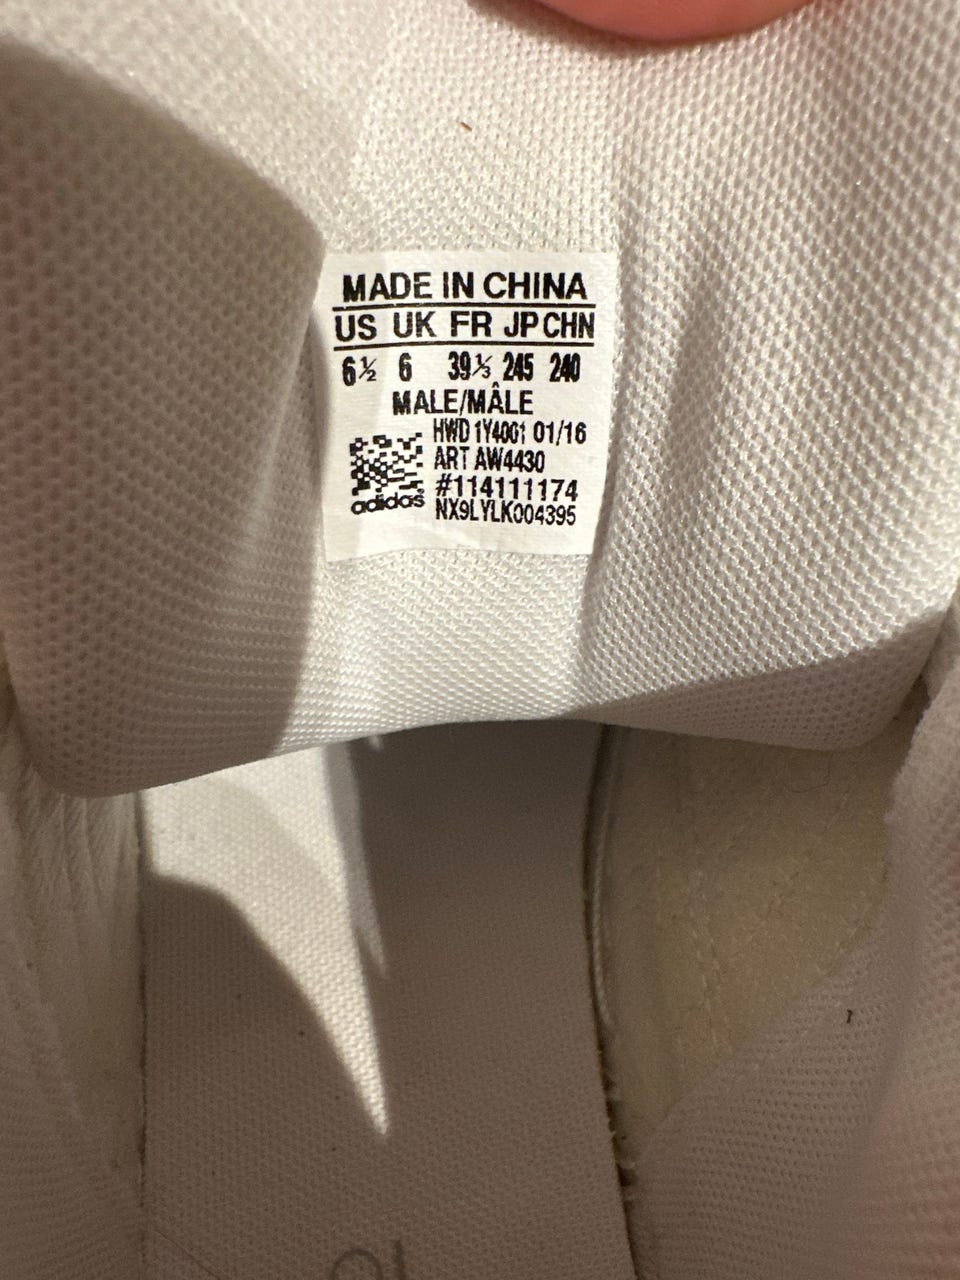 MADE IN CHINA
US UK FR JP CHN
6½ 6 39⅓ 245 240
MALE/MÂLE
HWD 1Y4001 01/16
ART AW4430
#114111174
NX9LYLK004395
adidas